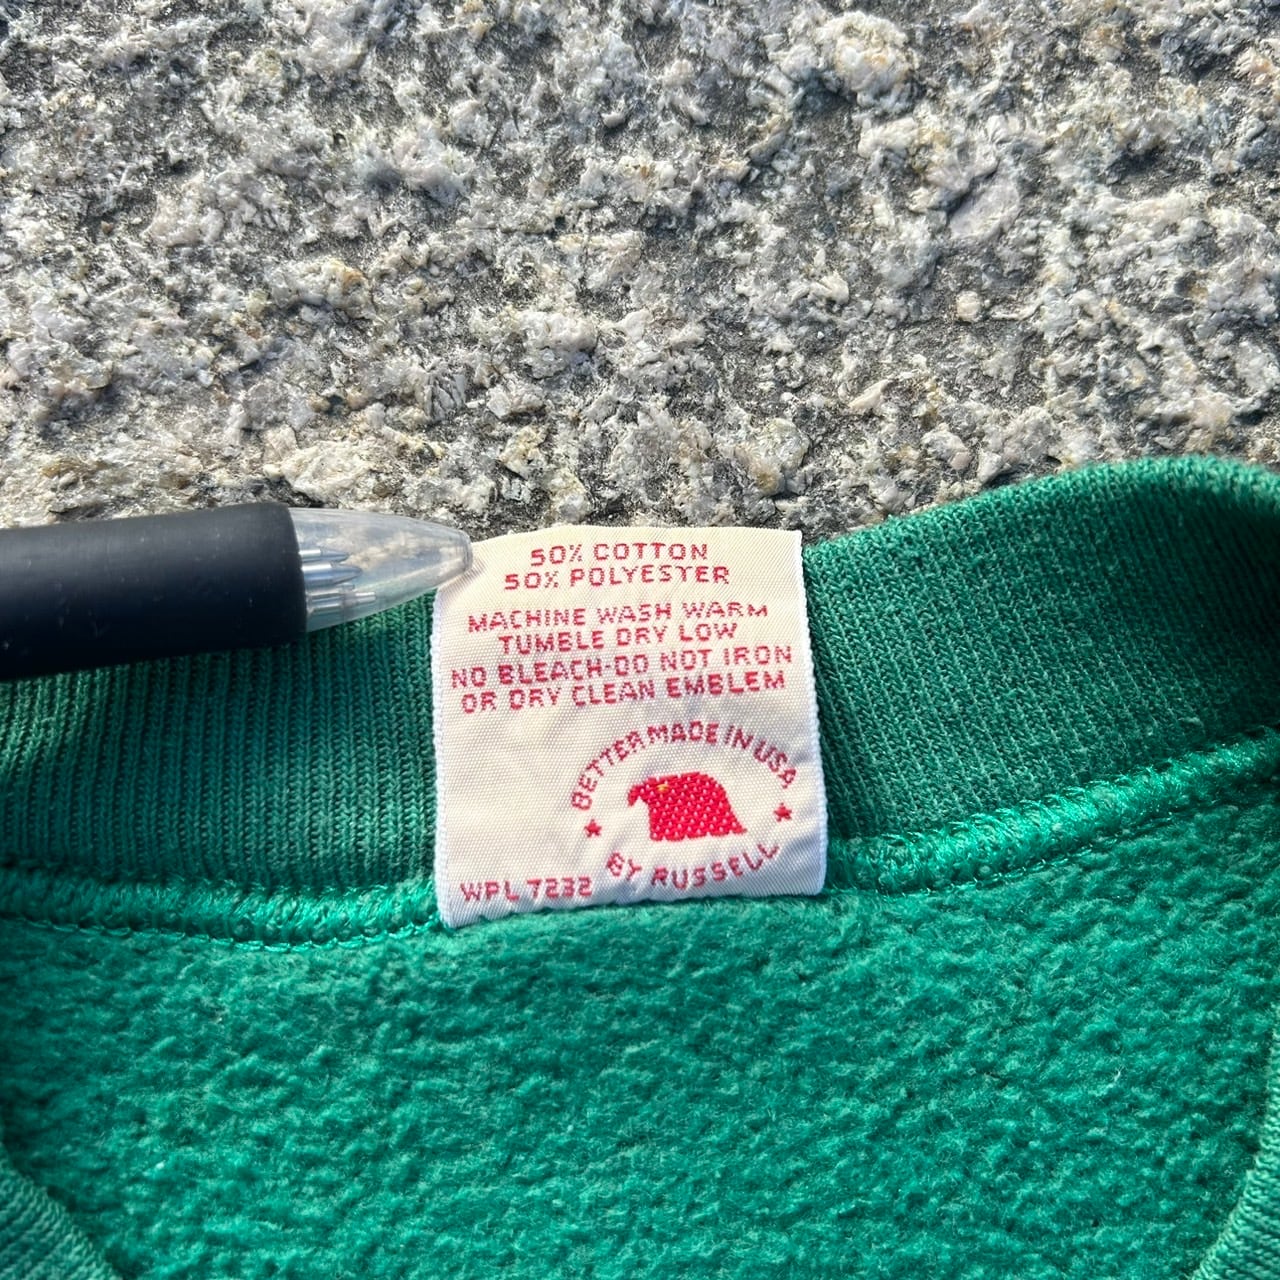 50% COTTON
50% POLYESTER
MACHINE WASH WARM
TUMBLE DRY LOW
NO BLEACH-DO NOT IRON
OR DRY CLEAN EMBLEM
BETTER MADE IN USA
BY RUSSELL
WPL 7232